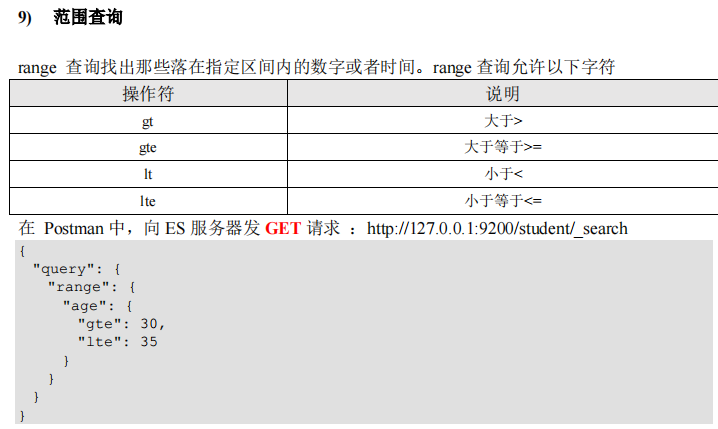 9) 范围查询
range 查询找出那些落在指定区间内的数字或者时间。range 查询允许以下字符
操作符 说明
gt 大于>
gte 大于等于>=
lt 小于<
lte 小于等于<=
在 Postman 中，向 ES 服务器发 GET 请求 ：http://127.0.0.1:9200/student/_search
{
  "query": {
    "range": {
      "age": {
        "gte": 30,
        "lte": 35
      }
    }
  }
}